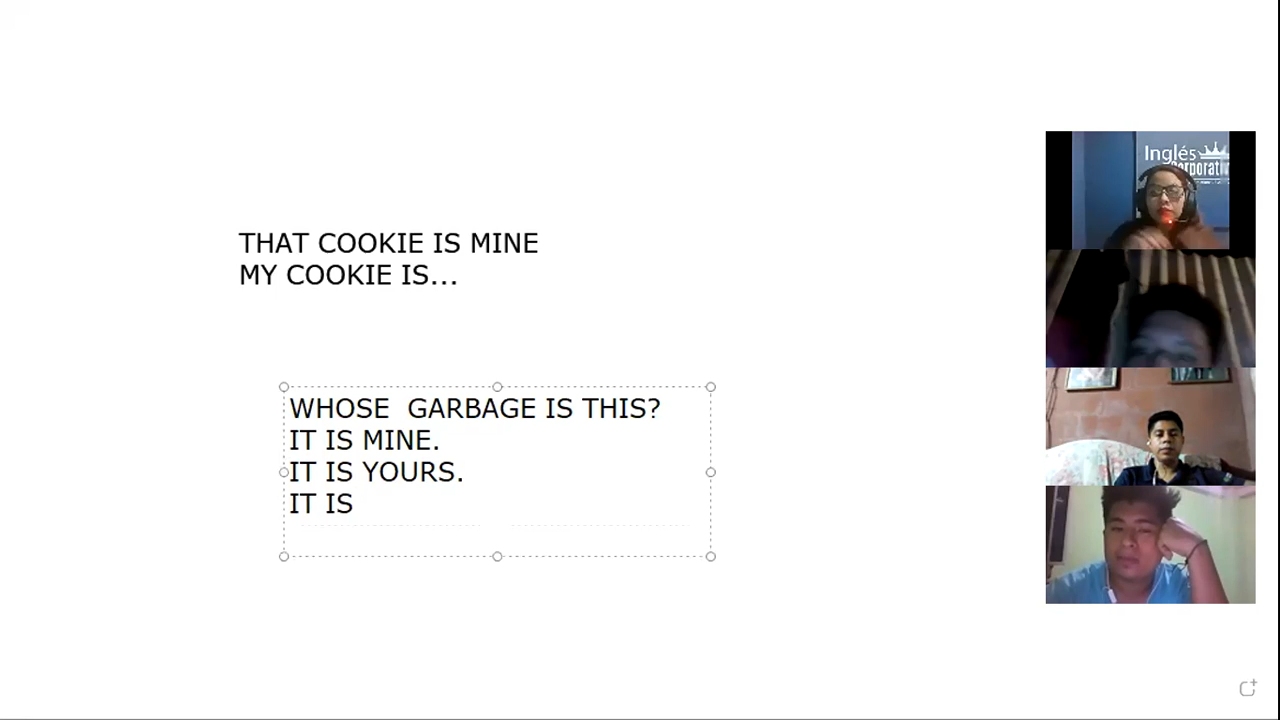 THAT COOKIE IS MINE
MY COOKIE IS...
WHOSE GARBAGE IS THIS?
IT IS MINE.
IT IS YOURS.
IT IS
Inglés